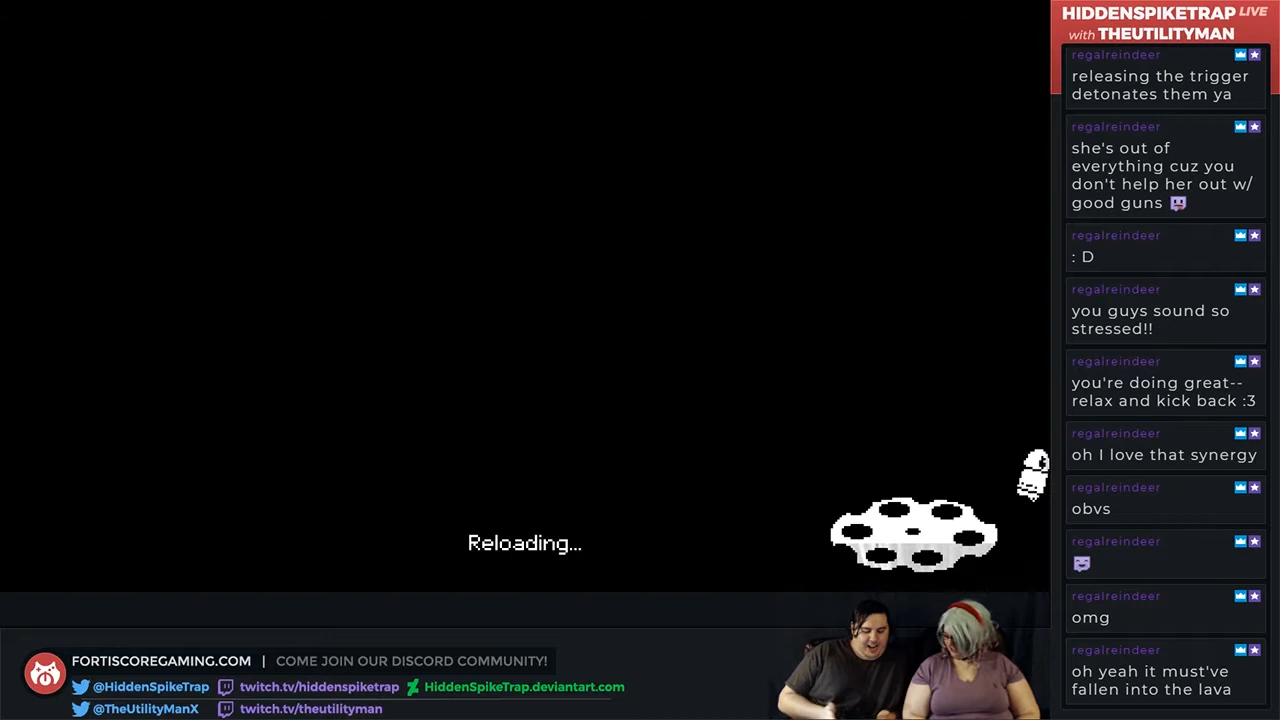 HIDDENSPIKETRAP LIVE
with THEUTILITYMAN
regalreindeer
releasing the trigger
detonates them ya
regalreindeer
she's out of
everything cuz you
don't help her out w/
good guns
regalreindeer
: D
regalreindeer
you guys sound so
stressed!!
regalreindeer
you're doing great--
relax and kick back :3
regalreindeer
oh I love that synergy
regalreindeer
obvs
regalreindeer
regalreindeer
omg
regalreindeer
oh yeah it must've
fallen into the lava
Reloading...
FORTISCOREGAMING.COM | COME JOIN OUR DISCORD COMMUNITY!
@HiddenSpikeTrap twitch.tv/hiddenspiketrap HiddenSpikeTrap.deviantart.com
@TheUtilityManX twitch.tv/theutilityman